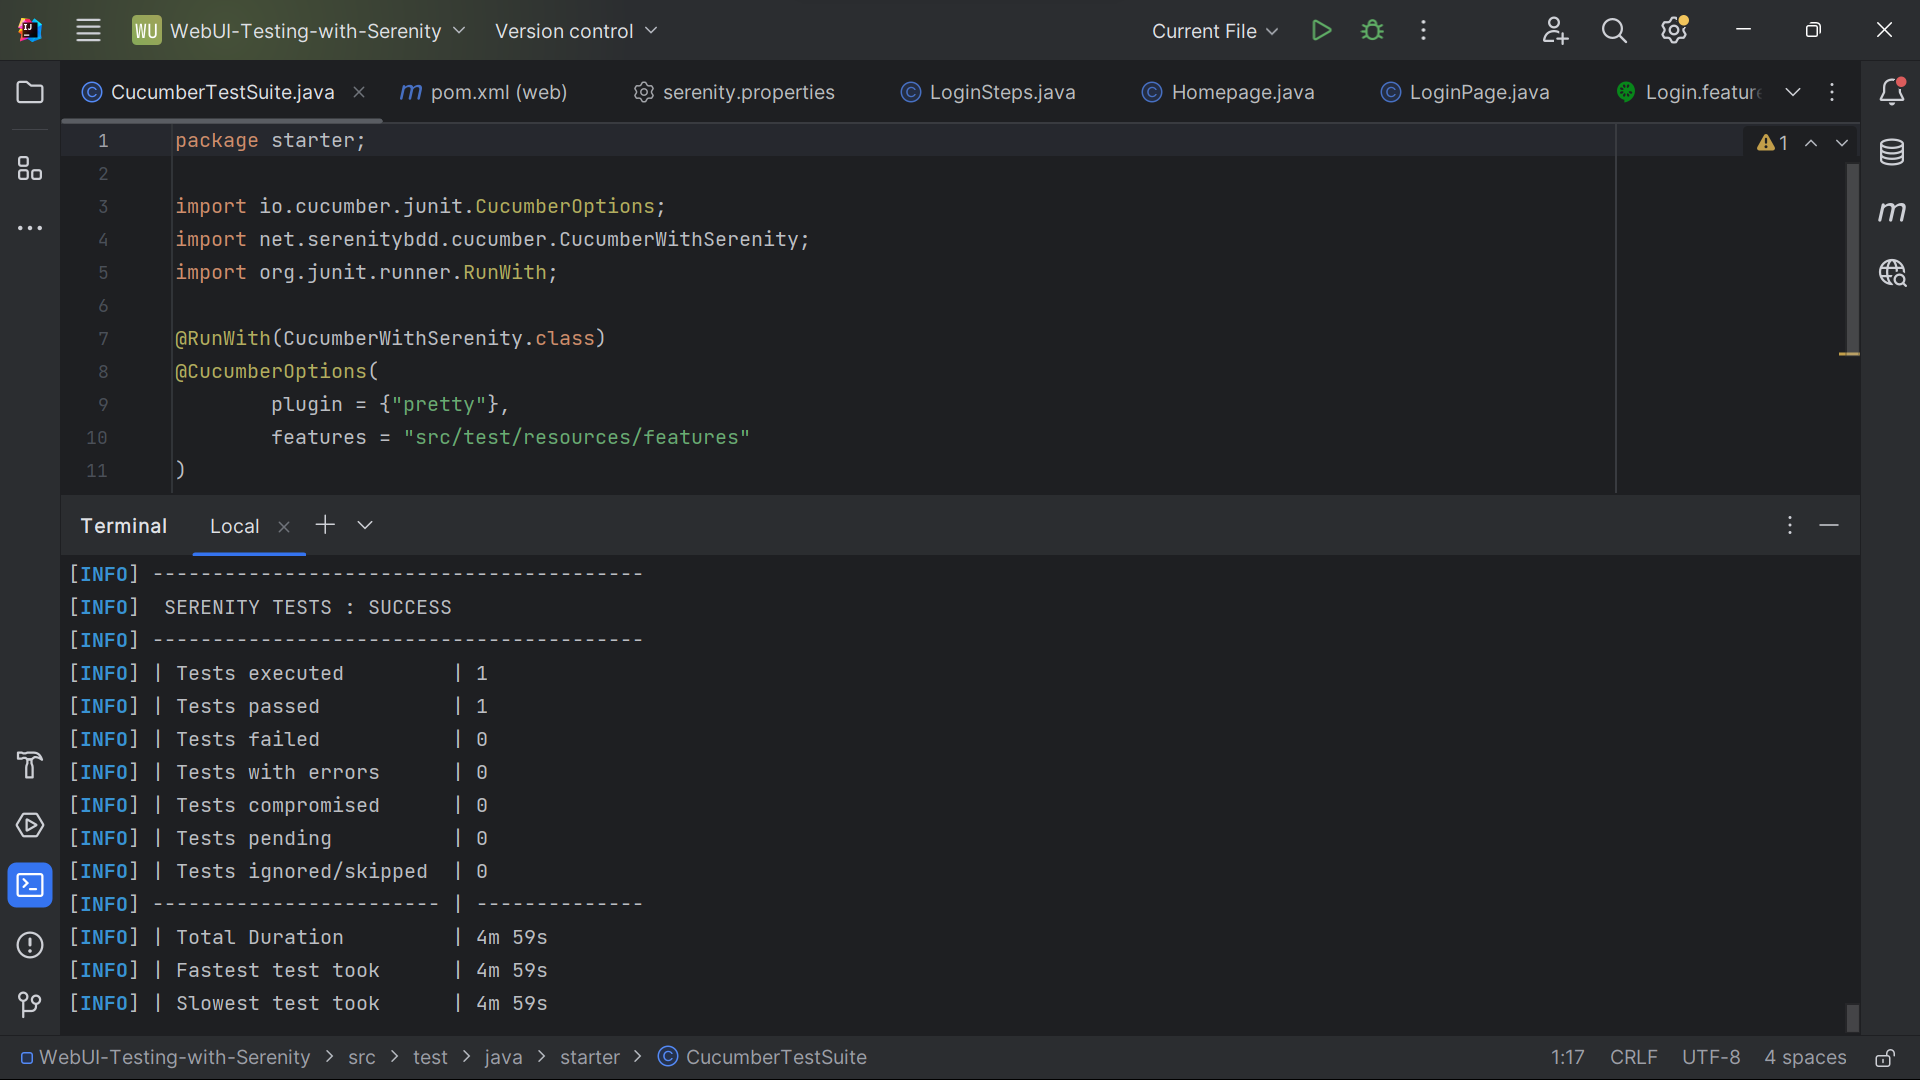 WU WebUI-Testing-with-Serenity Version control Current File
CucumberTestSuite.java pom.xml (web) serenity.properties LoginSteps.java Homepage.java LoginPage.java Login.feature
1 package starter; 1
2
3 import io.cucumber.junit.CucumberOptions;
4 import net.serenitybdd.cucumber.CucumberWithSerenity;
5 import org.junit.runner.RunWith;
6
7 @RunWith(CucumberWithSerenity.class)
8 @CucumberOptions(
9 plugin = {"pretty"},
10 features = "src/test/resources/features"
11 )
Terminal Local
[INFO] -----------------------------------------
[INFO]  SERENITY TESTS : SUCCESS
[INFO] -----------------------------------------
[INFO] | Tests executed         | 1
[INFO] | Tests passed           | 1
[INFO] | Tests failed           | 0
[INFO] | Tests with errors      | 0
[INFO] | Tests compromised      | 0
[INFO] | Tests pending          | 0
[INFO] | Tests ignored/skipped  | 0
[INFO] ------------------------ | --------------
[INFO] | Total Duration         | 4m 59s
[INFO] | Fastest test took      | 4m 59s
[INFO] | Slowest test took      | 4m 59s
WebUI-Testing-with-Serenity > src > test > java > starter > CucumberTestSuite 1:17 CRLF UTF-8 4 spaces